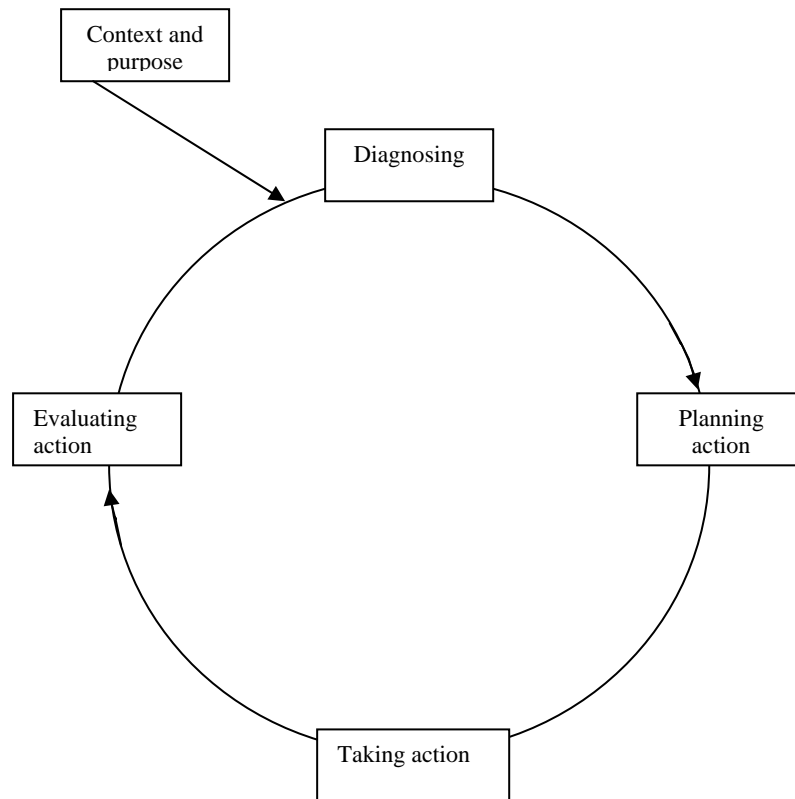 Context and
purpose
Diagnosing
Evaluating
action
Planning
action
Taking action